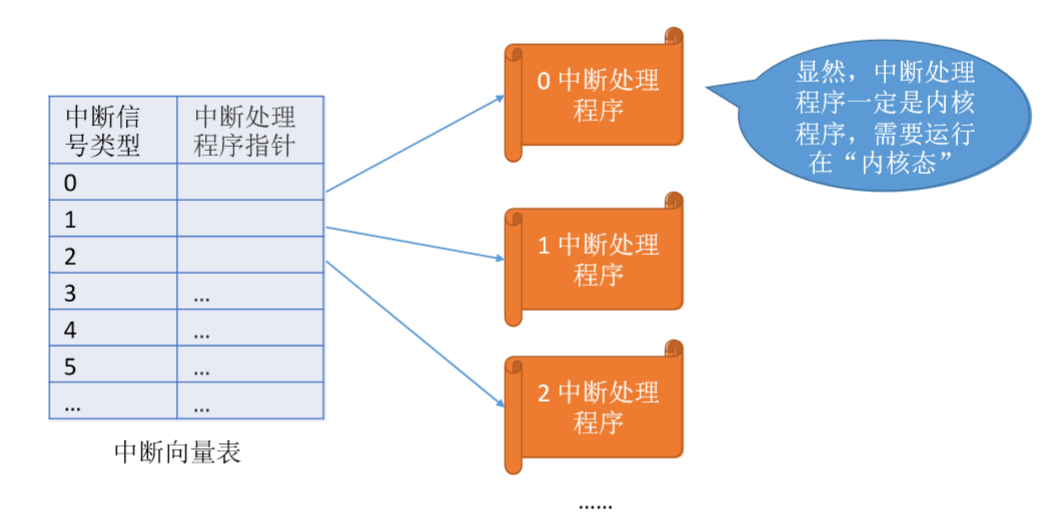 中断信
号类型
中断处理
程序指针
0
1
2
3
...
4
...
5
...
...
...
中断向量表
0 中断处理
程序
1 中断处理
程序
2 中断处理
程序
......
显然，中断处理
程序一定是内核
程序，需要运行
在“内核态”